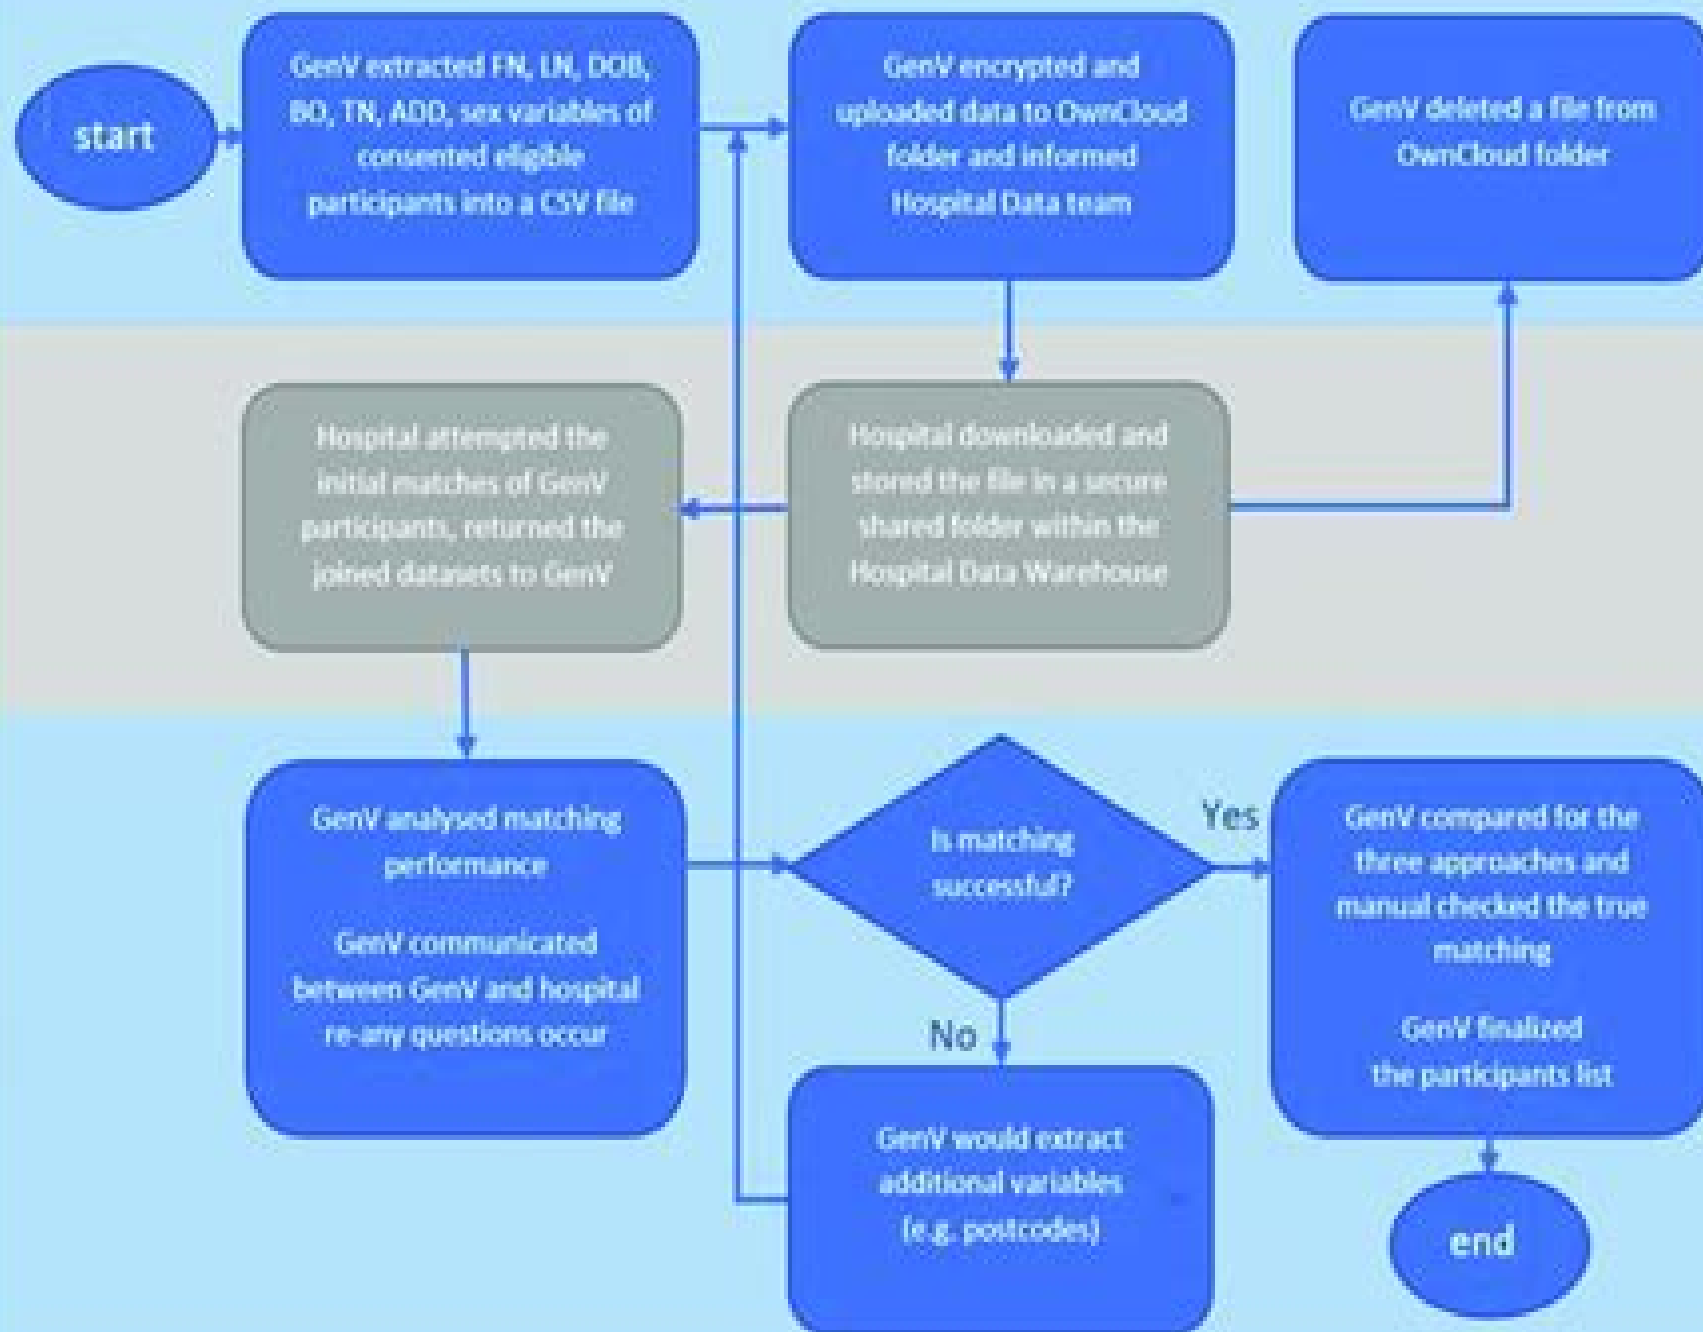 start
GenV extracted FN, LN, DOB,
BO, TN, ADD, sex variables of
consented eligible
participants into a CSV file
GenV encrypted and
uploaded data to OwnCloud
folder and informed
Hospital Data team
GenV deleted a file from
OwnCloud folder
Hospital attempted the
initial matches of GenV
participants, returned the
joined datasets to GenV
Hospital downloaded and
stored the file in a secure
shared folder within the
Hospital Data Warehouse
GenV analysed matching
performance
GenV communicated
between GenV and hospital
re-any questions occur
Is matching
successful?
Yes
No
GenV compared for the
three approaches and
manual checked the true
matching
GenV finalized
the participants list
GenV would extract
additional variables
(e.g. postcodes)
end